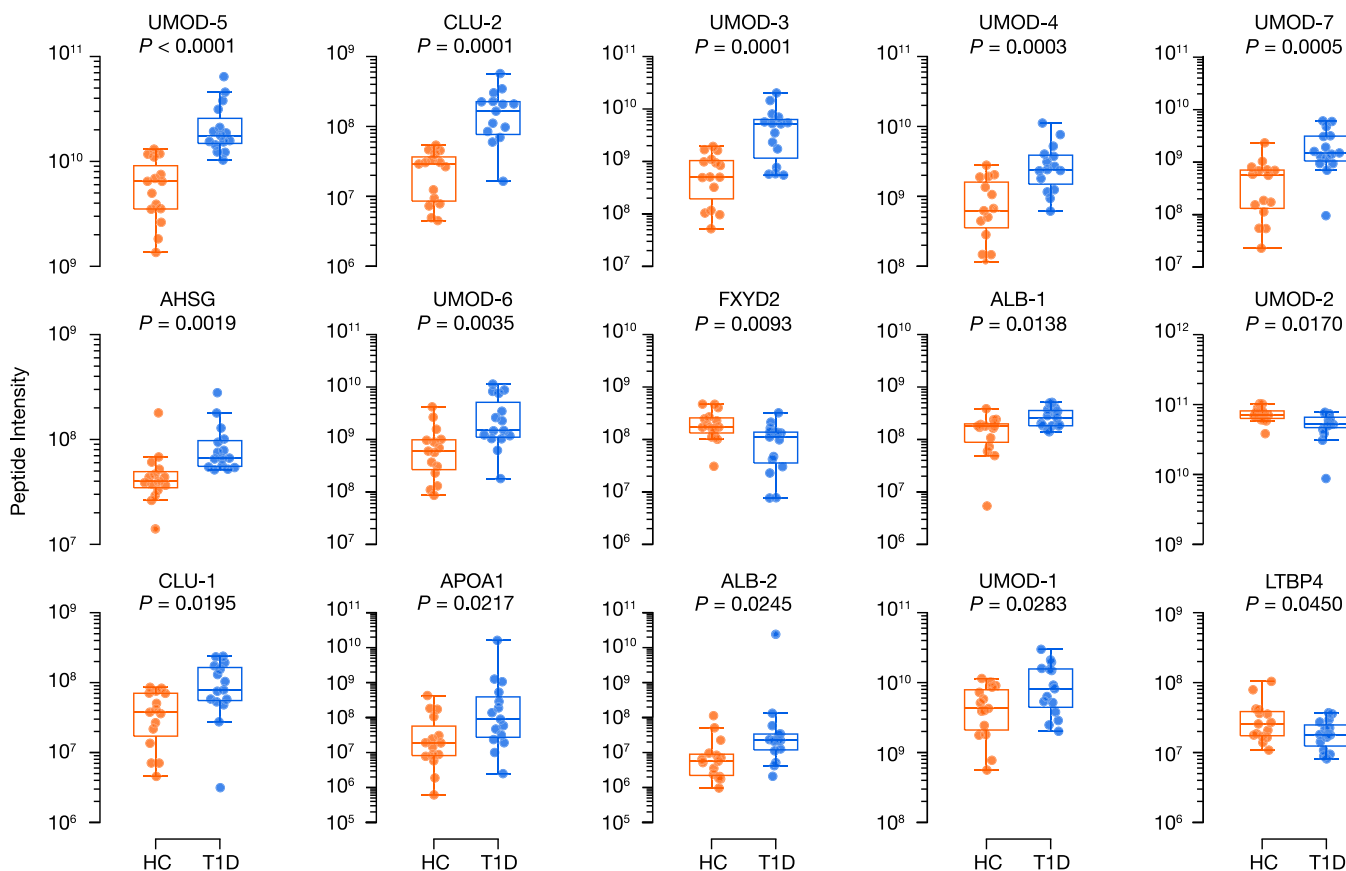 UMOD-5
P < 0.0001
10¹¹
10¹⁰
10⁹
CLU-2
P = 0.0001
10⁹
10⁸
10⁷
10⁶
UMOD-3
P = 0.0001
10¹¹
10¹⁰
10⁹
10⁸
10⁷
UMOD-4
P = 0.0003
10¹¹
10¹⁰
10⁹
10⁸
UMOD-7
P = 0.0005
10¹¹
10¹⁰
10⁹
10⁸
10⁷
Peptide Intensity
AHSG
P = 0.0019
10⁹
10⁸
10⁷
UMOD-6
P = 0.0035
10¹¹
10¹⁰
10⁹
10⁸
10⁷
FXYD2
P = 0.0093
10¹⁰
10⁹
10⁸
10⁷
10⁶
ALB-1
P = 0.0138
10¹⁰
10⁹
10⁸
10⁷
10⁶
UMOD-2
P = 0.0170
10¹²
10¹¹
10¹⁰
10⁹
CLU-1
P = 0.0195
10⁹
10⁸
10⁷
10⁶
HC T1D
APOA1
P = 0.0217
10¹¹
10¹⁰
10⁹
10⁸
10⁷
10⁶
10⁵
HC T1D
ALB-2
P = 0.0245
10¹¹
10¹⁰
10⁹
10⁸
10⁷
10⁶
10⁵
HC T1D
UMOD-1
P = 0.0283
10¹¹
10¹⁰
10⁹
10⁸
HC T1D
LTBP4
P = 0.0450
10⁹
10⁸
10⁷
10⁶
HC T1D